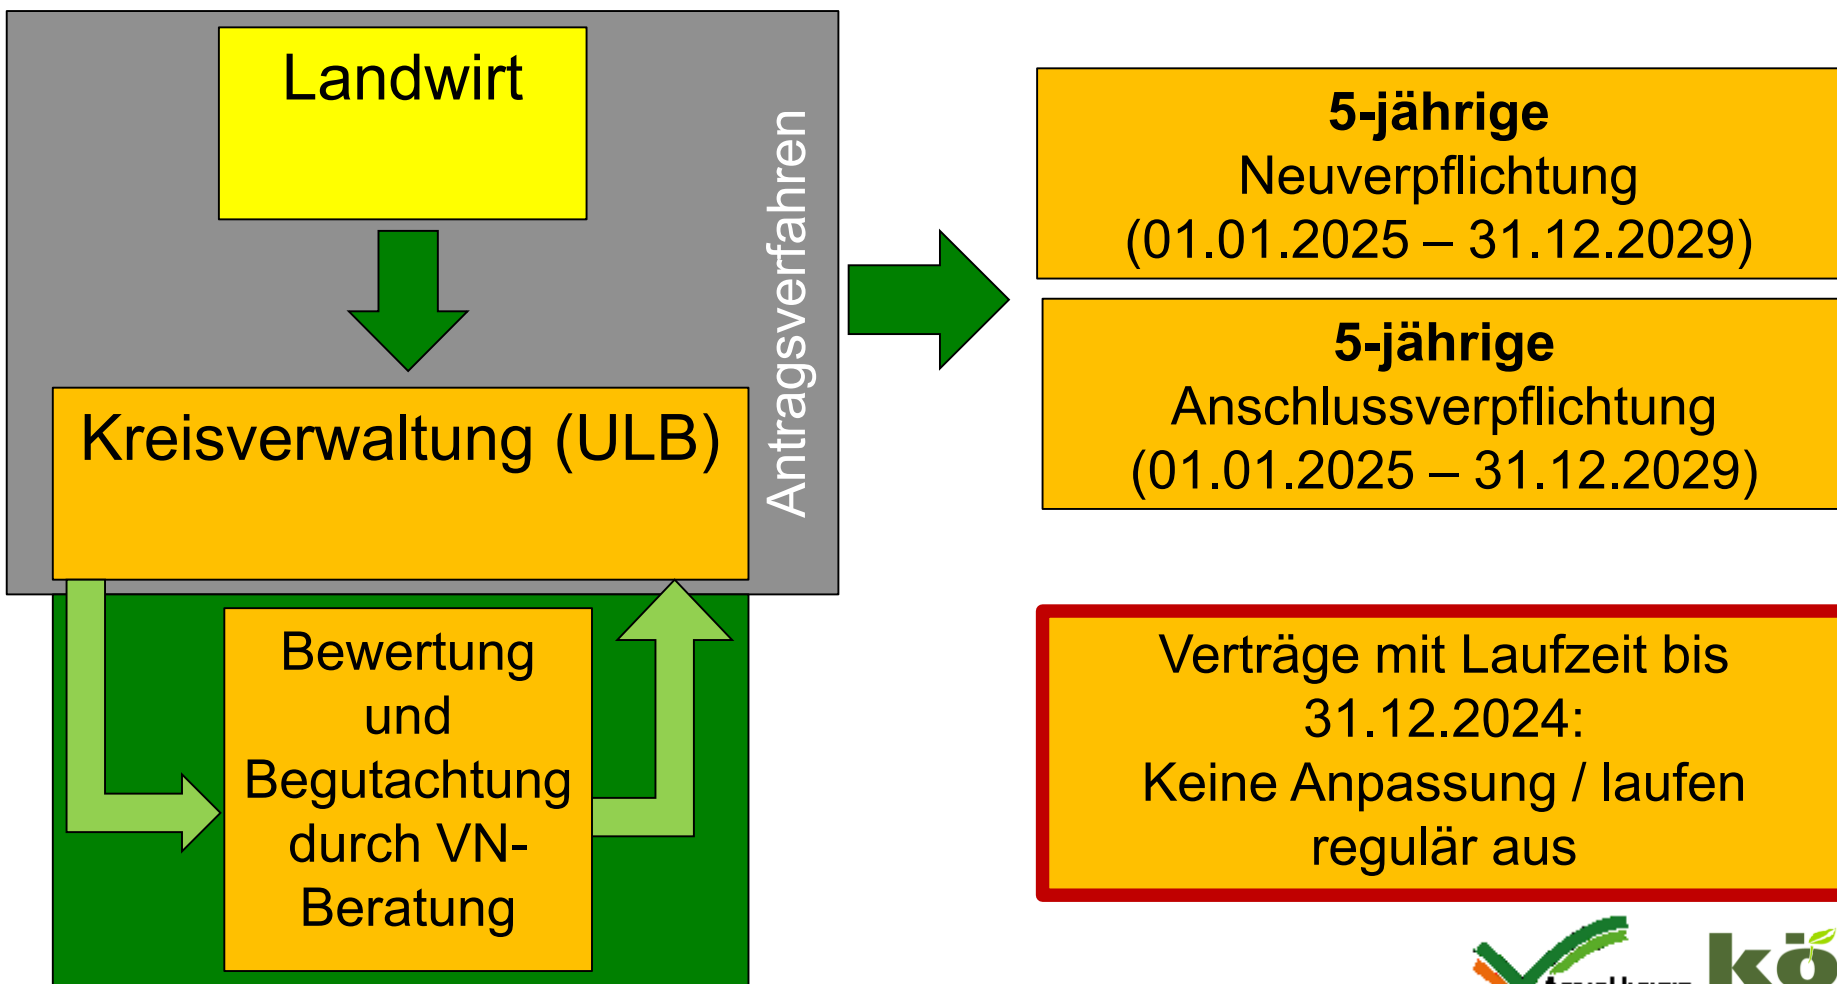 Landwirt
Antragsverfahren
Kreisverwaltung (ULB)
Bewertung
und
Begutachtung
durch VN-
Beratung
5-jährige
Neuverpflichtung
(01.01.2025 – 31.12.2029)
5-jährige
Anschlussverpflichtung
(01.01.2025 – 31.12.2029)
Verträge mit Laufzeit bis
31.12.2024:
Keine Anpassung / laufen
regulär aus
kö